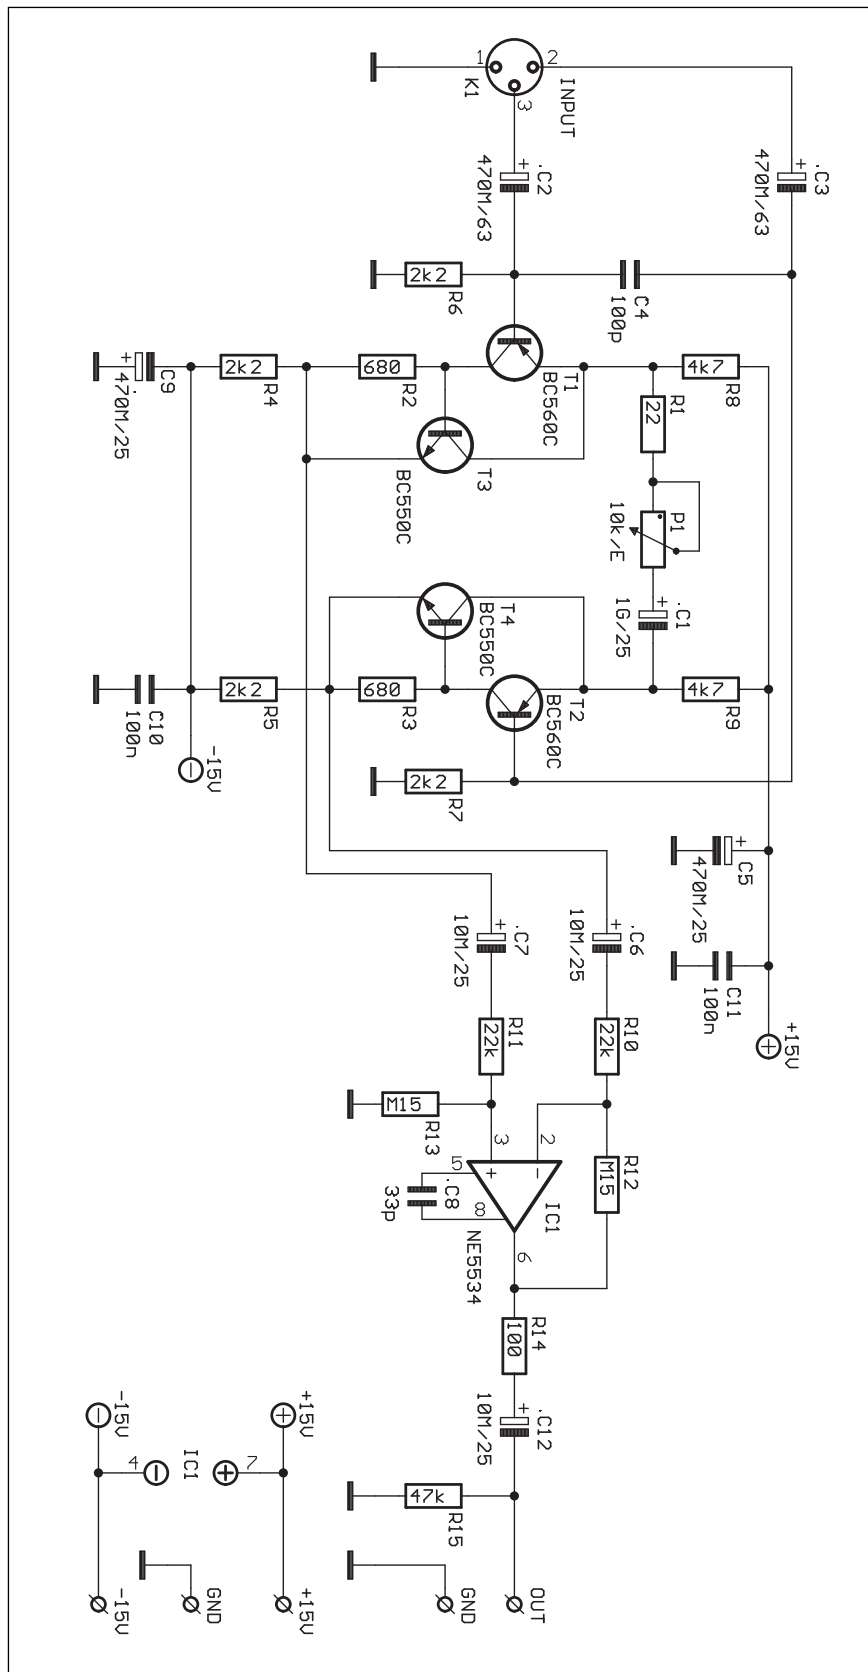 1
2
3
K1
INPUT
.C3
+
470M/63
.C2
+
470M/63
C4
100p
2k2
R6
T1
BC560C
4k7
R8
680
R2
2k2
R4
C9
+
470M/25
R1
22
T3
BC550C
P1
10k/E
.C1
+
1G/25
T4
BC550C
T2
BC560C
4k7
R9
680
R3
2k2
R5
C10
100n
-15V
2k2
R7
C5
+
470M/25
C11
100n
+15V
.C6
+
10M/25
.C7
+
10M/25
R10
22k
R11
22k
M15
R13
R12
M15
3
2
+
-
5
8
6
IC1
NE5534
.C8
33p
R14
100
.C12
+
10M/25
47k
R15
OUT
GND
+15V
-15V
IC1
4
7
+15V
GND
-15V